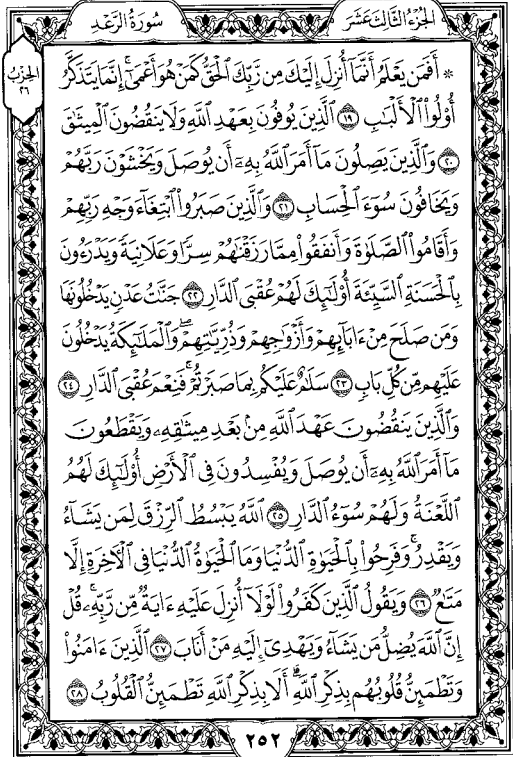 الجزء الثالث عشر
سورة الرعد
الحزب
٢٦
۞ أَفَمَن يَعْلَمُ أَنَّمَآ أُنزِلَ إِلَيْكَ مِن رَّبِّكَ ٱلْحَقُّ كَمَنْ هُوَ أَعْمَىٰٓ ۚ إِنَّمَا يَتَذَكَّرُ
أُو۟لُوا۟ ٱلْأَلْبَٰبِ ١٩ ٱلَّذِينَ يُوفُونَ بِعَهْدِ ٱللَّهِ وَلَا يَنقُضُونَ ٱلْمِيثَٰقَ
٢٠ وَٱلَّذِينَ يَصِلُونَ مَآ أَمَرَ ٱللَّهُ بِهِۦٓ أَن يُوصَلَ وَيَخْشَوْنَ رَبَّهُمْ
وَيَخَافُونَ سُوٓءَ ٱلْحِسَابِ ٢١ وَٱلَّذِينَ صَبَرُوا۟ ٱبْتِغَآءَ وَجْهِ رَبِّهِمْ
وَأَقَامُوا۟ ٱلصَّلَوٰةَ وَأَنفَقُوا۟ مِمَّا رَزَقْنَٰهُمْ سِرًّا وَعَلَانِيَةً وَيَدْرَءُونَ
بِٱلْحَسَنَةِ ٱلسَّيِّئَةَ أُو۟لَٰٓئِكَ لَهُمْ عُقْبَى ٱلدَّارِ ٢٢ جَنَّٰتُ عَدْنٍ يَدْخُلُونَهَا
وَمَن صَلَحَ مِنْ ءَابَآئِهِمْ وَأَزْوَٰجِهِمْ وَذُرِّيَّٰتِهِمْ ۖ وَٱلْمَلَٰٓئِكَةُ يَدْخُلُونَ
عَلَيْهِم مِّن كُلِّ بَابٍ ٢٣ سَلَٰمٌ عَلَيْكُم بِمَا صَبَرْتُمْ ۚ فَنِعْمَ عُقْبَى ٱلدَّارِ ٢٤
وَٱلَّذِينَ يَنقُضُونَ عَهْدَ ٱللَّهِ مِنۢ بَعْدِ مِيثَٰقِهِۦ وَيَقْطَعُونَ
مَآ أَمَرَ ٱللَّهُ بِهِۦٓ أَن يُوصَلَ وَيُفْسِدُونَ فِى ٱلْأَرْضِ أُو۟لَٰٓئِكَ لَهُمُ
ٱللَّعْنَةُ وَلَهُمْ سُوٓءُ ٱلدَّارِ ٢٥ ٱللَّهُ يَبْسُطُ ٱلرِّزْقَ لِمَن يَشَآءُ
وَيَقْدِرُ ۚ وَفَرِحُوا۟ بِٱلْحَيَوٰةِ ٱلدُّنْيَا وَمَا ٱلْحَيَوٰةُ ٱلدُّنْيَا فِى ٱلْءَاخِرَةِ إِلَّا
مَتَٰعٌ ٢٦ وَيَقُولُ ٱلَّذِينَ كَفَرُوا۟ لَوْلَآ أُنزِلَ عَلَيْهِ ءَايَةٌ مِّن رَّبِّهِۦ ۗ قُلْ
إِنَّ ٱللَّهَ يُضِلُّ مَن يَشَآءُ وَيَهْدِىٓ إِلَيْهِ مَنْ أَنَابَ ٢٧ ٱلَّذِينَ ءَامَنُوا۟
وَتَطْمَئِنُّ قُلُوبُهُم بِذِكْرِ ٱللَّهِ ۗ أَلَا بِذِكْرِ ٱللَّهِ تَطْمَئِنُّ ٱلْقُلُوبُ ٢٨
٢٥٢